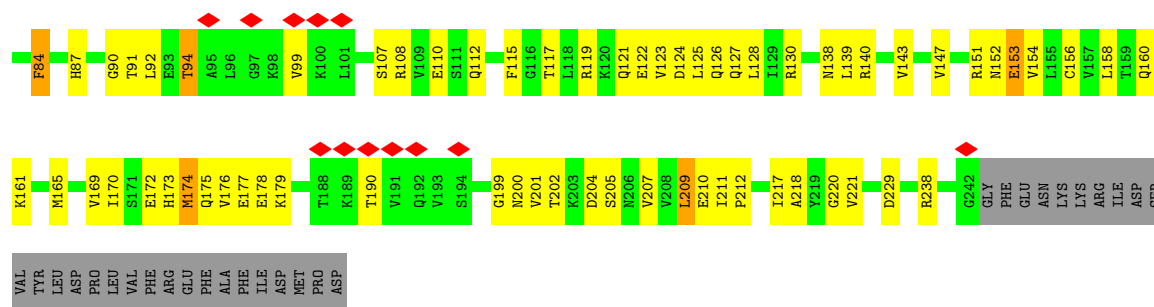 F84 H87 G90 T91 L92 E93 T94 A95 L96 G97 K98 V99 K100 L101 S107 R108 V109 E110 S111 Q112 F115 G116 T117 L118 R119 K120 Q121 E122 V123 D124 L125 Q126 Q127 L128 I129 R130 N138 L139 R140 V143 V147 R151 N152 E153 V154 L155 C156 V157 L158 T159 Q160
K161 M165 V169 I170 S171 E172 H173 M174 Q175 V176 E177 E178 K179 T188 K189 T190 V191 Q192 V193 S194 G199 N200 V201 T202 K203 D204 S205 N206 V207 V208 L209 E210 I211 P212 I217 A218 Y219 G220 V221 D229 R238 G242 GLY PHE GLU ASN LYS LYS ARG ILE ASP SER
VAL TYR LEU ASP PRO LEU VAL PHE ARG GLU PHE ALA PHE ILE ASP MET PRO ASP